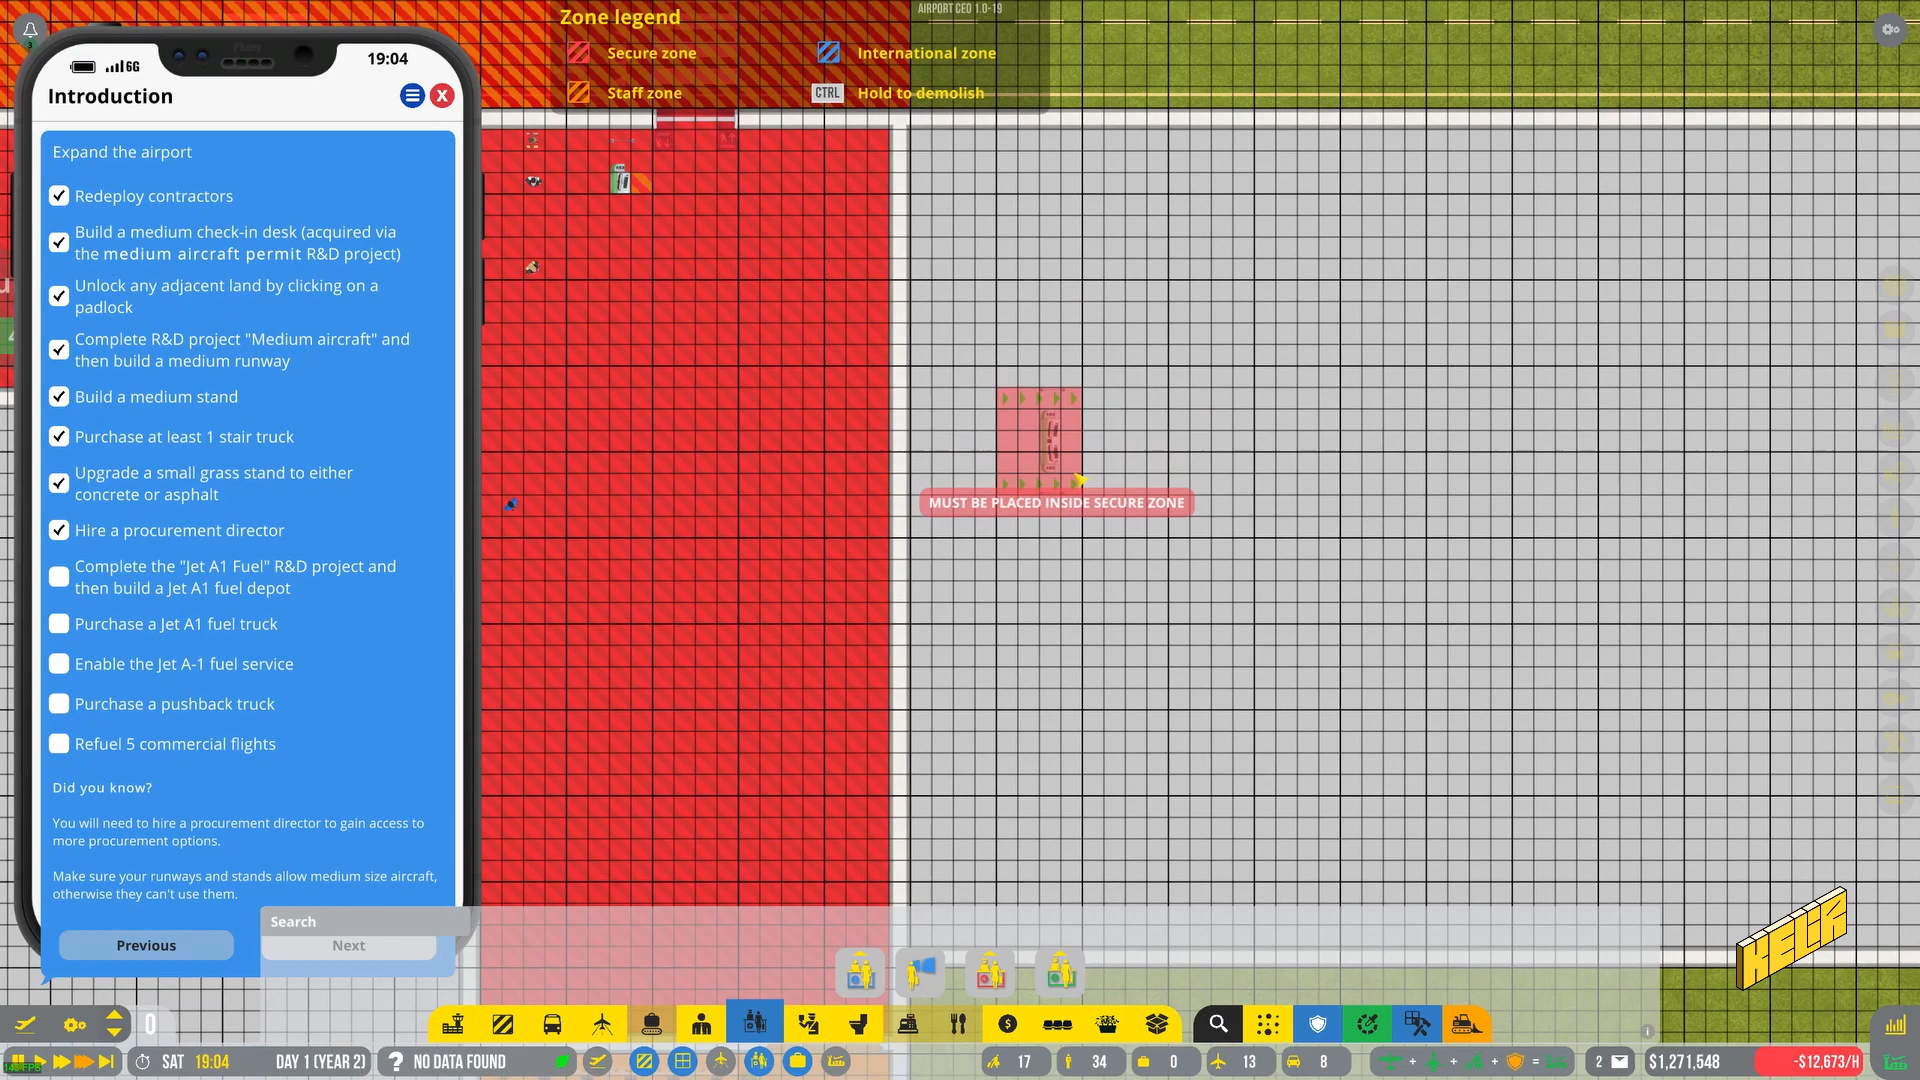 AIRPORT CEO 1.0-19
Zone legend
Secure zone
International zone
Staff zone
CTRL
Hold to demolish
3
Phony
6G
19:04
Introduction
X
Expand the airport
Redeploy contractors
Build a medium check-in desk (acquired via
the medium aircraft permit R&D project)
Unlock any adjacent land by clicking on a
padlock
Complete R&D project "Medium aircraft" and
then build a medium runway
Build a medium stand
Purchase at least 1 stair truck
Upgrade a small grass stand to either
concrete or asphalt
Hire a procurement director
Complete the "Jet A1 Fuel" R&D project and
then build a Jet A1 fuel depot
Purchase a Jet A1 fuel truck
Enable the Jet A-1 fuel service
Purchase a pushback truck
Refuel 5 commercial flights
Did you know?
You will need to hire a procurement director to gain access to
more procurement options.
Make sure your runways and stands allow medium size aircraft,
otherwise they can't use them.
Search
Previous
Next
MUST BE PLACED INSIDE SECURE ZONE
HECK
0
SAT 19:04 DAY 1 (YEAR 2)
? NO DATA FOUND
17
34
0
13
8
+ + + =
2
$1,271,548
-$12,673/H